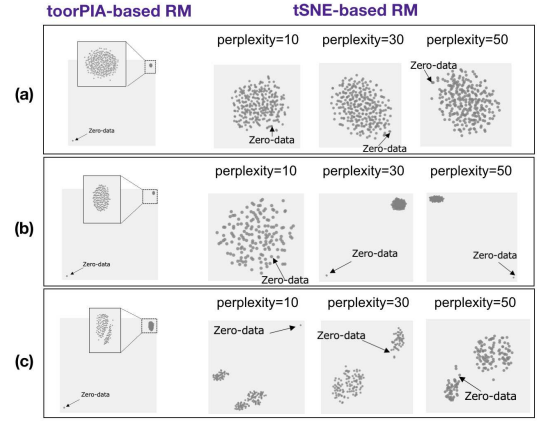 toorPIA-based RM
tSNE-based RM
(a)
Zero-data
perplexity=10
perplexity=30
perplexity=50
Zero-data
Zero-data
Zero-data
(b)
Zero-data
perplexity=10
perplexity=30
perplexity=50
Zero-data
Zero-data
Zero-data
(c)
Zero-data
perplexity=10
perplexity=30
perplexity=50
Zero-data
Zero-data
Zero-data